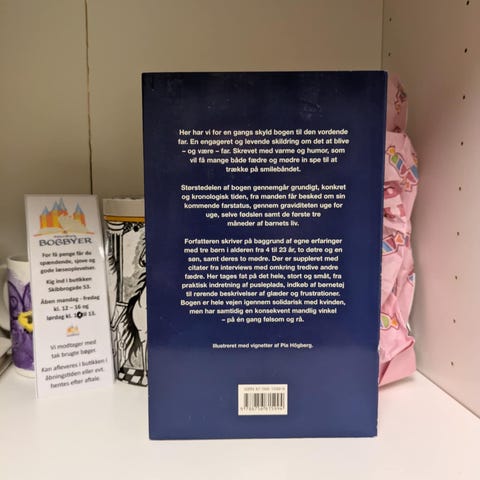 Her har vi for en gangs skyld bogen til den vordende
far. En engageret og levende skildring om det at blive
– og være – far. Skrevet med varme og humor, som
vil få mange både fædre og mødre in spe til at
trække på smilebåndet.
Størstedelen af bogen gennemgår grundigt, konkret
og kronologisk tiden, fra manden får besked om sin
kommende farstatus, gennem graviditeten uge for
uge, selve fødslen samt de første tre
måneder af barnets liv.
Forfatteren skriver på baggrund af egne erfaringer
med tre børn i alderen fra 4 til 23 år, to døtre og en
søn, samt deres to mødre. Der er suppleret med
citater fra interviews med omkring tredive andre
fædre. Her tages fat på det hele, stort og småt, fra
praktisk indretning af pusleplads, indkøb af barnetøj
til rørende beskrivelser af glæder og frustrationer.
Bogen er hele vejen igennem solidarisk med kvinden,
men har samtidig en konsekvent mandlig vinkel
– på én gang følsom og rå.
Illustreret med vignetter af Pia Högberg.
BOGBYER
For få penge får du
spændende, sjove og
gode læseoplevelser.
Kig ind i butikken
Skibbrogade 53.
Åben mandag - fredag
kl. 12 – 16 og
lørdag kl.
13.
Vi modtager med
tak brugte bøger.
Kan afleveres i butikken i
åbningstiden eller evt.
hentes efter aftale.